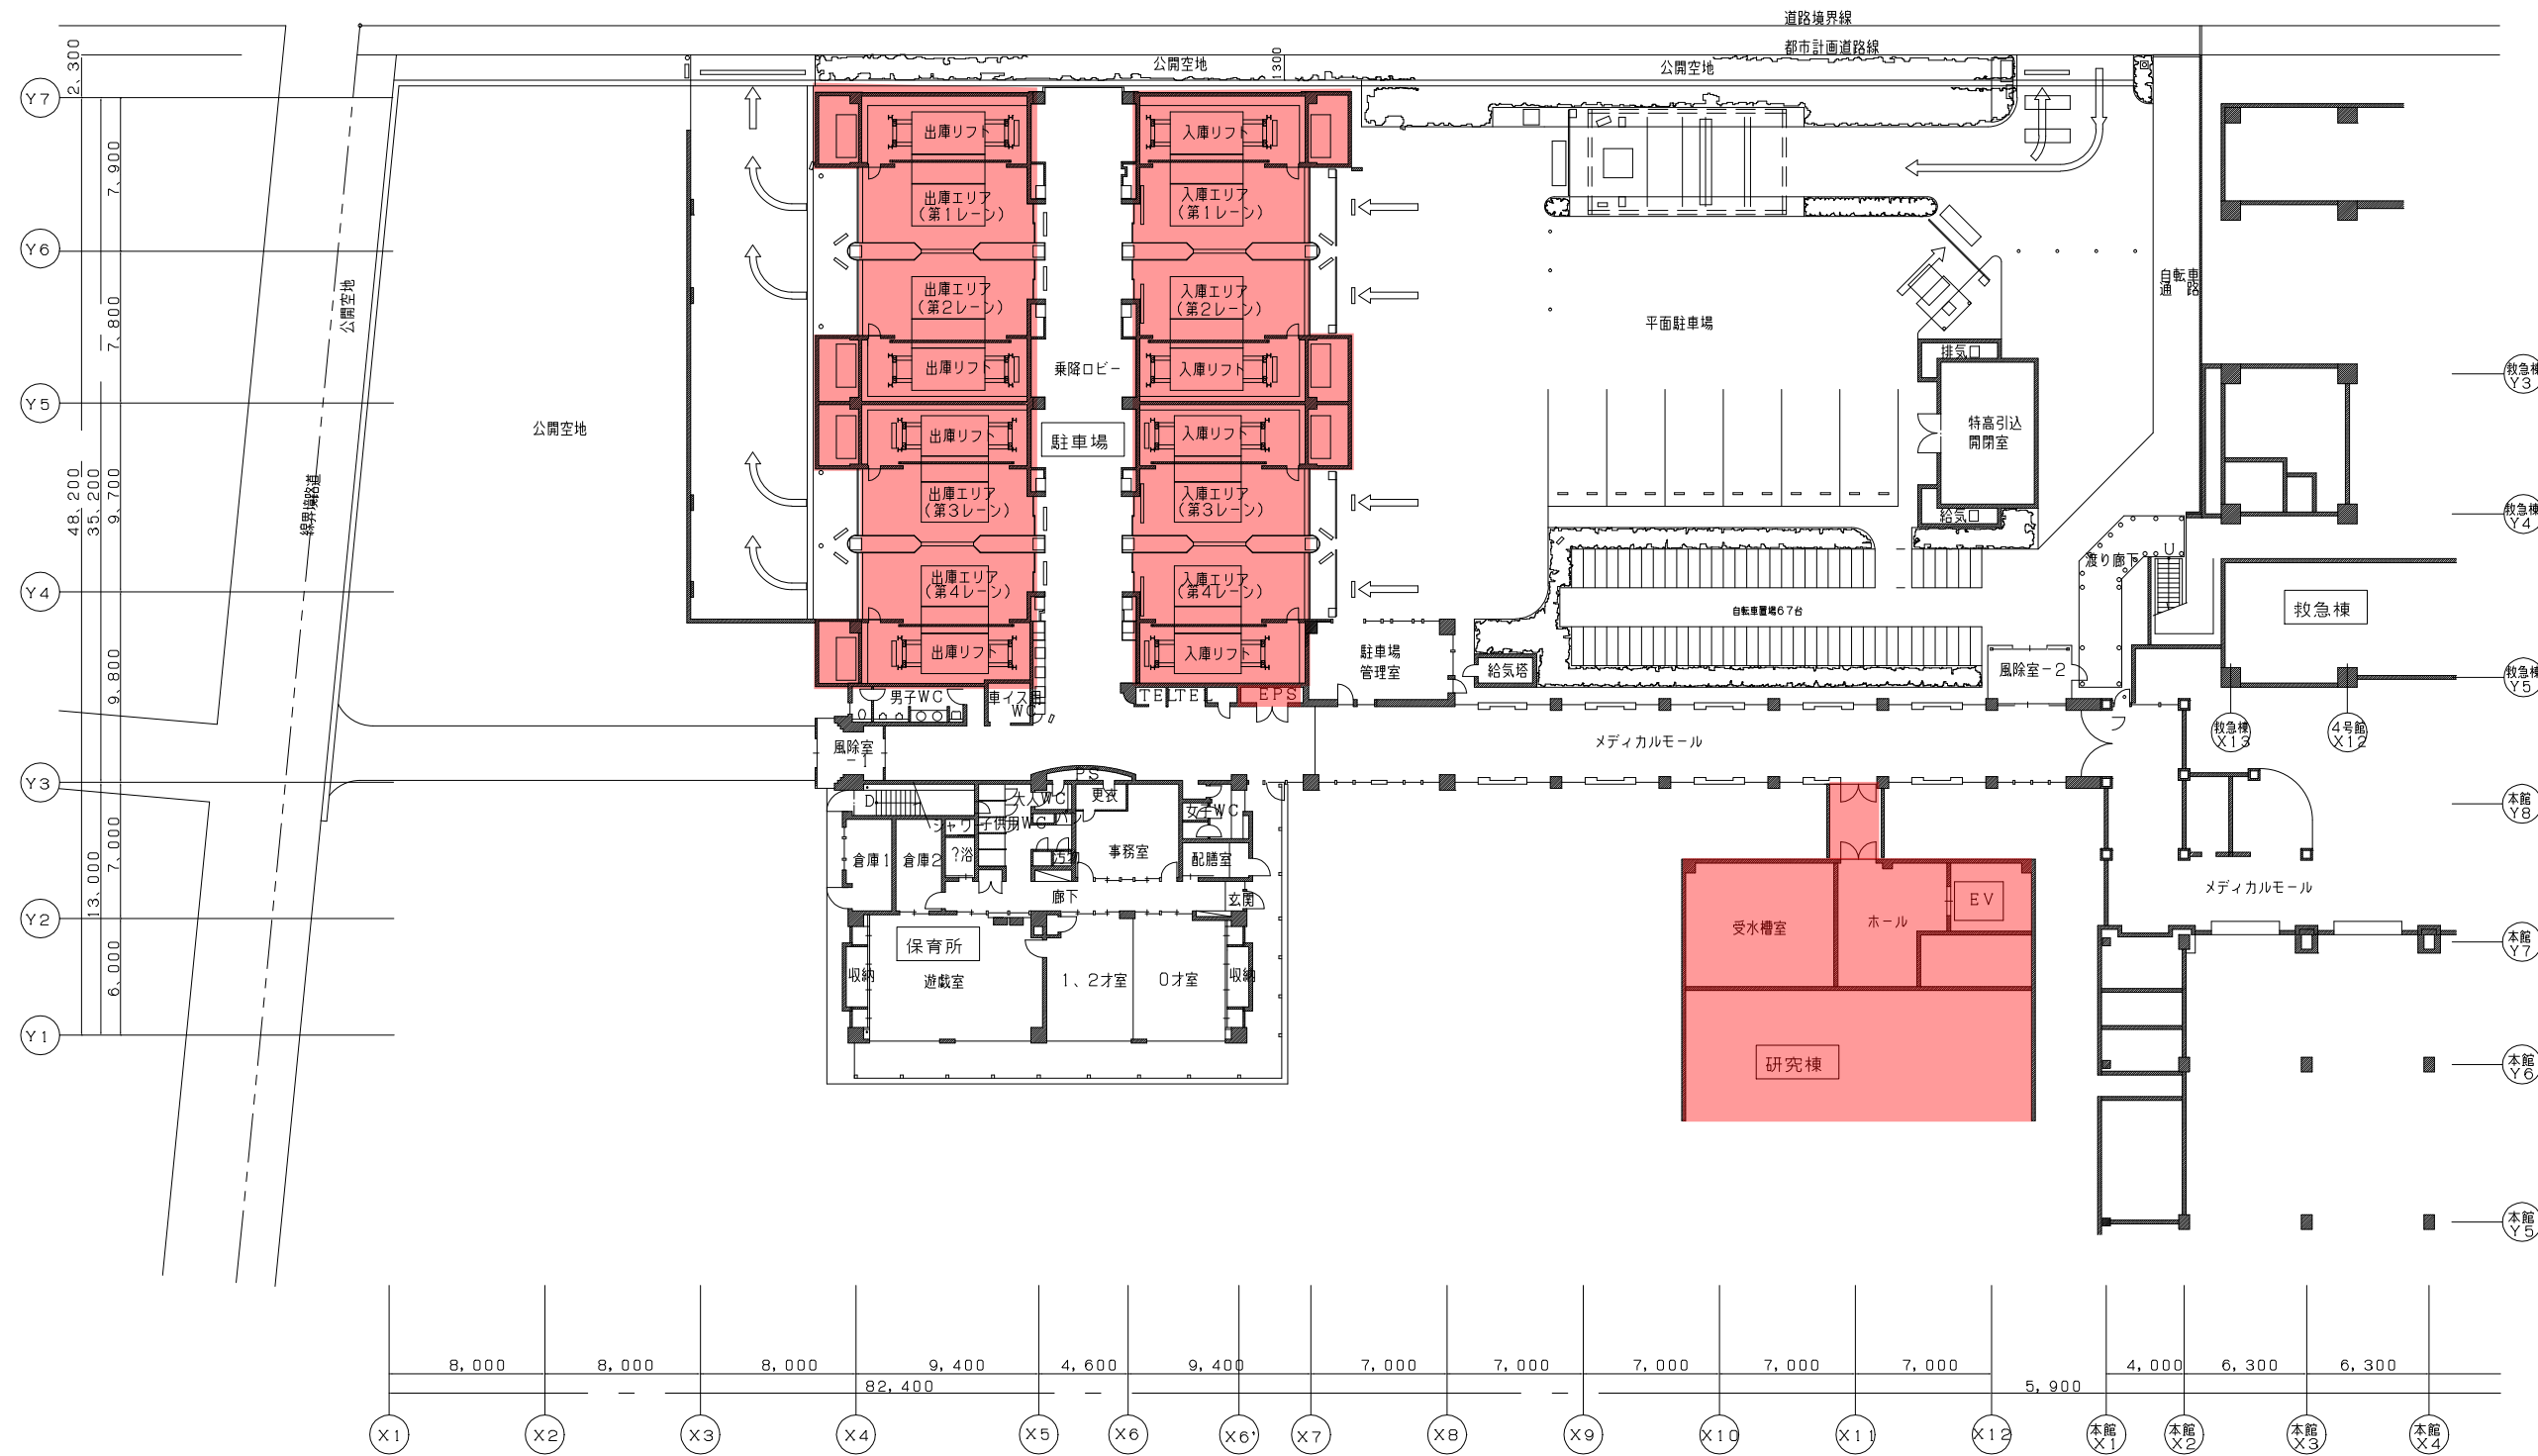 道路境界線
都市計画道路線
公開空地
1300
公開空地
2,300
Y7
7,900
Y6
7,800
Y5
48,200
35,200
9,700
Y4
9,800
Y3
13,000
7,000
Y2
6,000
Y1
公開空地
線界境路道
公開空地
出庫リフト
出庫エリア
(第1レーン)
出庫エリア
(第2レーン)
出庫リフト
出庫リフト
出庫エリア
(第3レーン)
出庫エリア
(第4レーン)
出庫リフト
乗降ロビー
駐車場
入庫リフト
入庫エリア
(第1レーン)
入庫エリア
(第2レーン)
入庫リフト
入庫リフト
入庫エリア
(第3レーン)
入庫エリア
(第4レーン)
入庫リフト
平面駐車場
自転車
通路
排気
特高引込
開閉室
給気
自転車置場67台
駐車場
管理室
給気塔
風除室-2
渡り廊下
U
救急棟
救急棟
Y3
救急棟
Y4
救急棟
Y5
救急棟
X13
4号館
X12
男子WC
車イス用
WC
TEL
TEL
EPS
風除室
-1
メディカルモール
PS
D
大人WC
更衣
女子WC
シャワー
子供用WC
倉庫1
倉庫2
?浴
汚物
事務室
配膳室
廊下
玄関
保育所
収納
遊戯室
1、2才室
0才室
収納
受水槽室
ホール
EV
研究棟
メディカルモール
本館
Y8
本館
Y7
本館
Y6
本館
Y5
8,000
8,000
8,000
9,400
4,600
9,400
7,000
7,000
7,000
7,000
7,000
4,000
6,300
6,300
82,400
5,900
X1
X2
X3
X4
X5
X6
X6'
X7
X8
X9
X10
X11
X12
本館
X1
本館
X2
本館
X3
本館
X4